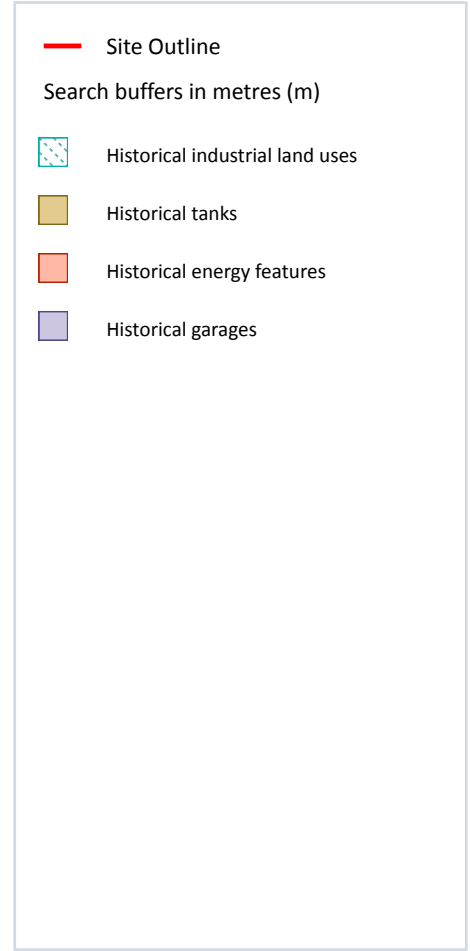 Site Outline
Search buffers in metres (m)
Historical industrial land uses
Historical tanks
Historical energy features
Historical garages